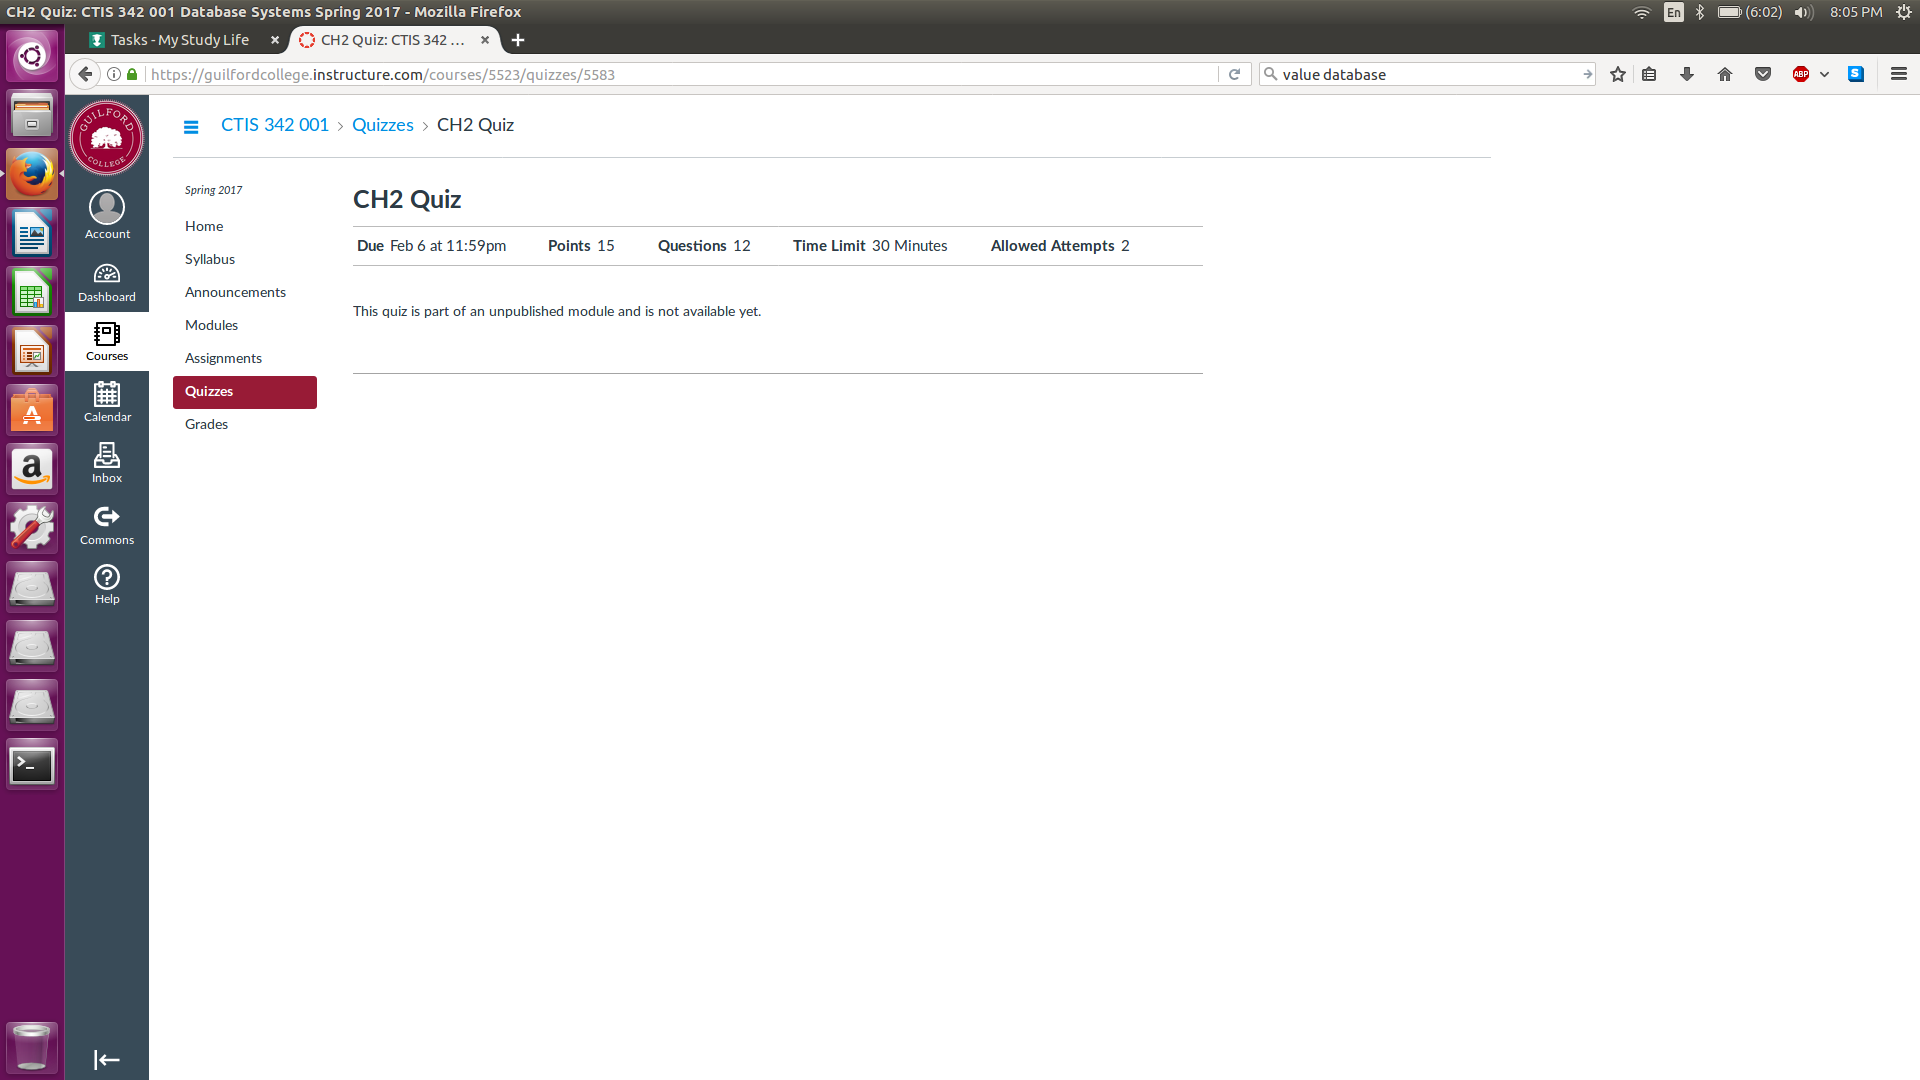 CH2 Quiz: CTIS 342 001 Database Systems Spring 2017 - Mozilla Firefox
En
(6:02)
8:05 PM
Tasks - My Study Life
CH2 Quiz: CTIS 342 ...
https://guilfordcollege.instructure.com/courses/5523/quizzes/5583
value database
ABP
S
GUILFORD
COLLEGE
CTIS 342 001 > Quizzes > CH2 Quiz
Account
Dashboard
Courses
Calendar
Inbox
Commons
Help
Spring 2017
Home
Syllabus
Announcements
Modules
Assignments
Quizzes
Grades
CH2 Quiz
Due Feb 6 at 11:59pm Points 15 Questions 12 Time Limit 30 Minutes Allowed Attempts 2
This quiz is part of an unpublished module and is not available yet.